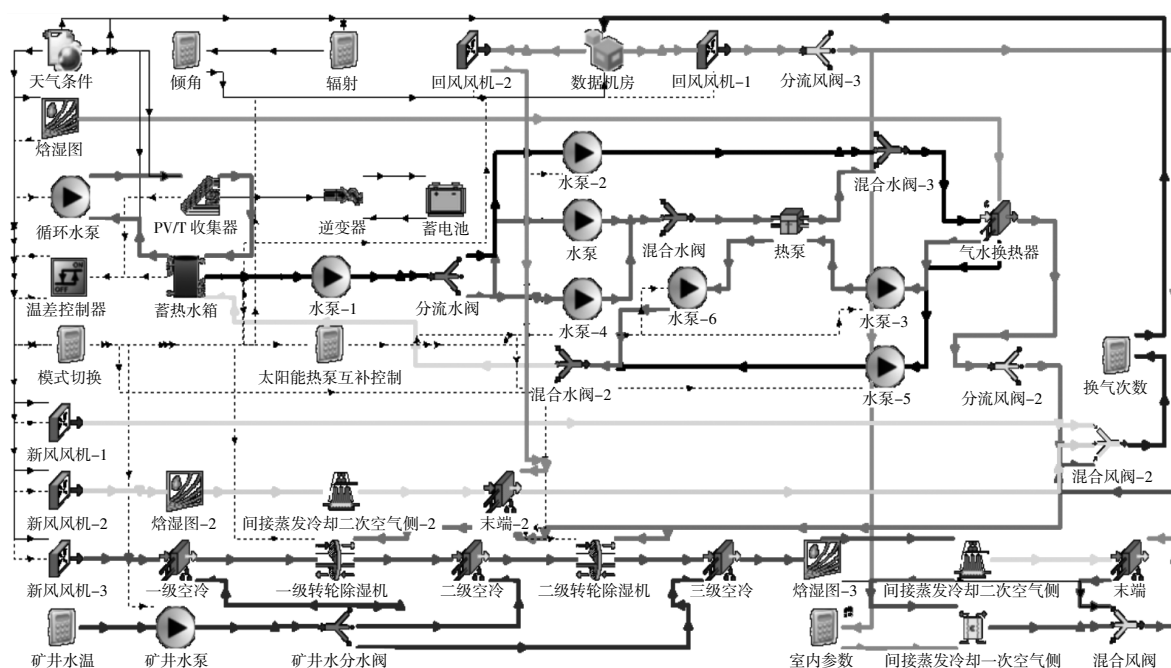 天气条件
倾角
辐射
回风风机-2
数据机房
回风风机-1
分流风阀-3
焓湿图
循环水泵
PV/T 收集器
逆变器
蓄电池
水泵-2
混合水阀-3
水泵
混合水阀
热泵
气水换热器
ON
OFF
温差控制器
蓄热水箱
水泵-1
分流水阀
水泵-4
水泵-6
水泵-3
模式切换
太阳能热泵互补控制
混合水阀-2
水泵-5
分流风阀-2
换气次数
新风风机-1
混合风阀-2
新风风机-2
焓湿图-2
间接蒸发冷却二次空气侧-2
末端-2
新风风机-3
一级空冷
一级转轮除湿机
二级空冷
二级转轮除湿机
三级空冷
焓湿图-3
间接蒸发冷却二次空气侧
末端
矿井水温
矿井水泵
矿井水分水阀
室内参数
间接蒸发冷却一次空气侧
混合风阀